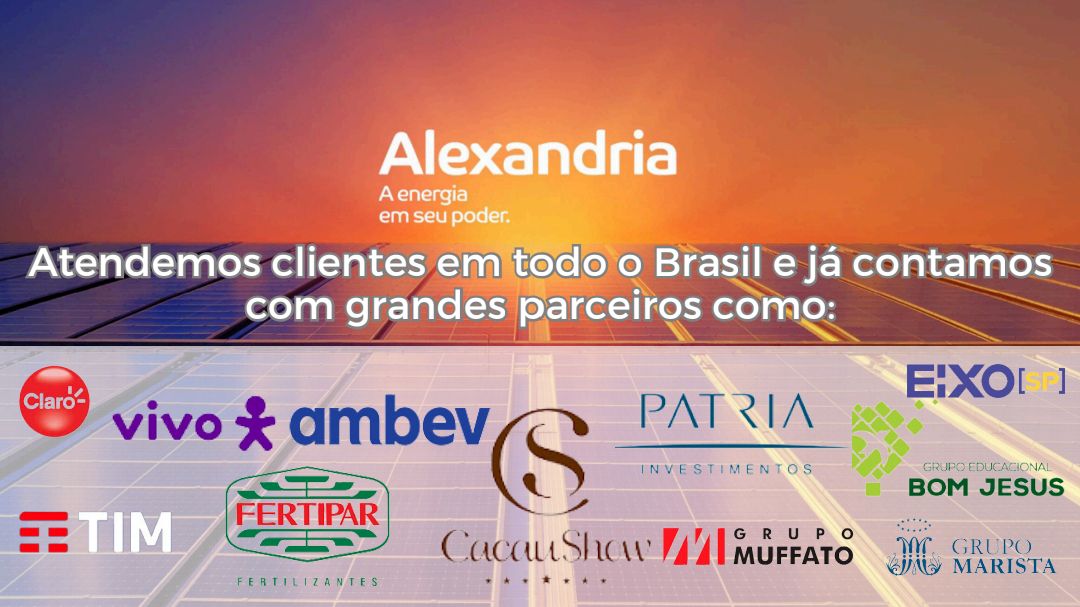 Alexandria
A energia
em seu poder.
Atendemos clientes em todo o Brasil e já contamos
com grandes parceiros como:
Claro
vivo
ambev
CS
PATRIA
INVESTIMENTOS
EIXO[SP]
GRUPO EDUCACIONAL
BOM JESUS
TIM
FERTIPAR
FERTILIZANTES
CacauShow
GRUPO
MUFFATO
GRUPO
MARISTA